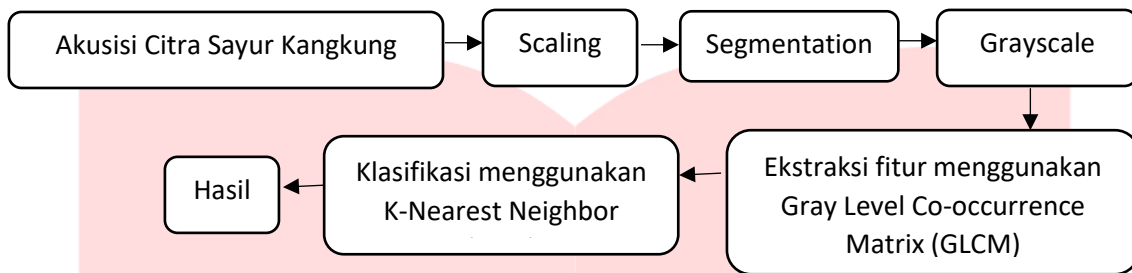 Akusisi Citra Sayur Kangkung
Scaling
Segmentation
Grayscale
Ekstraksi fitur menggunakan
Gray Level Co-occurrence
Matrix (GLCM)
Klasifikasi menggunakan
K-Nearest Neighbor
Hasil